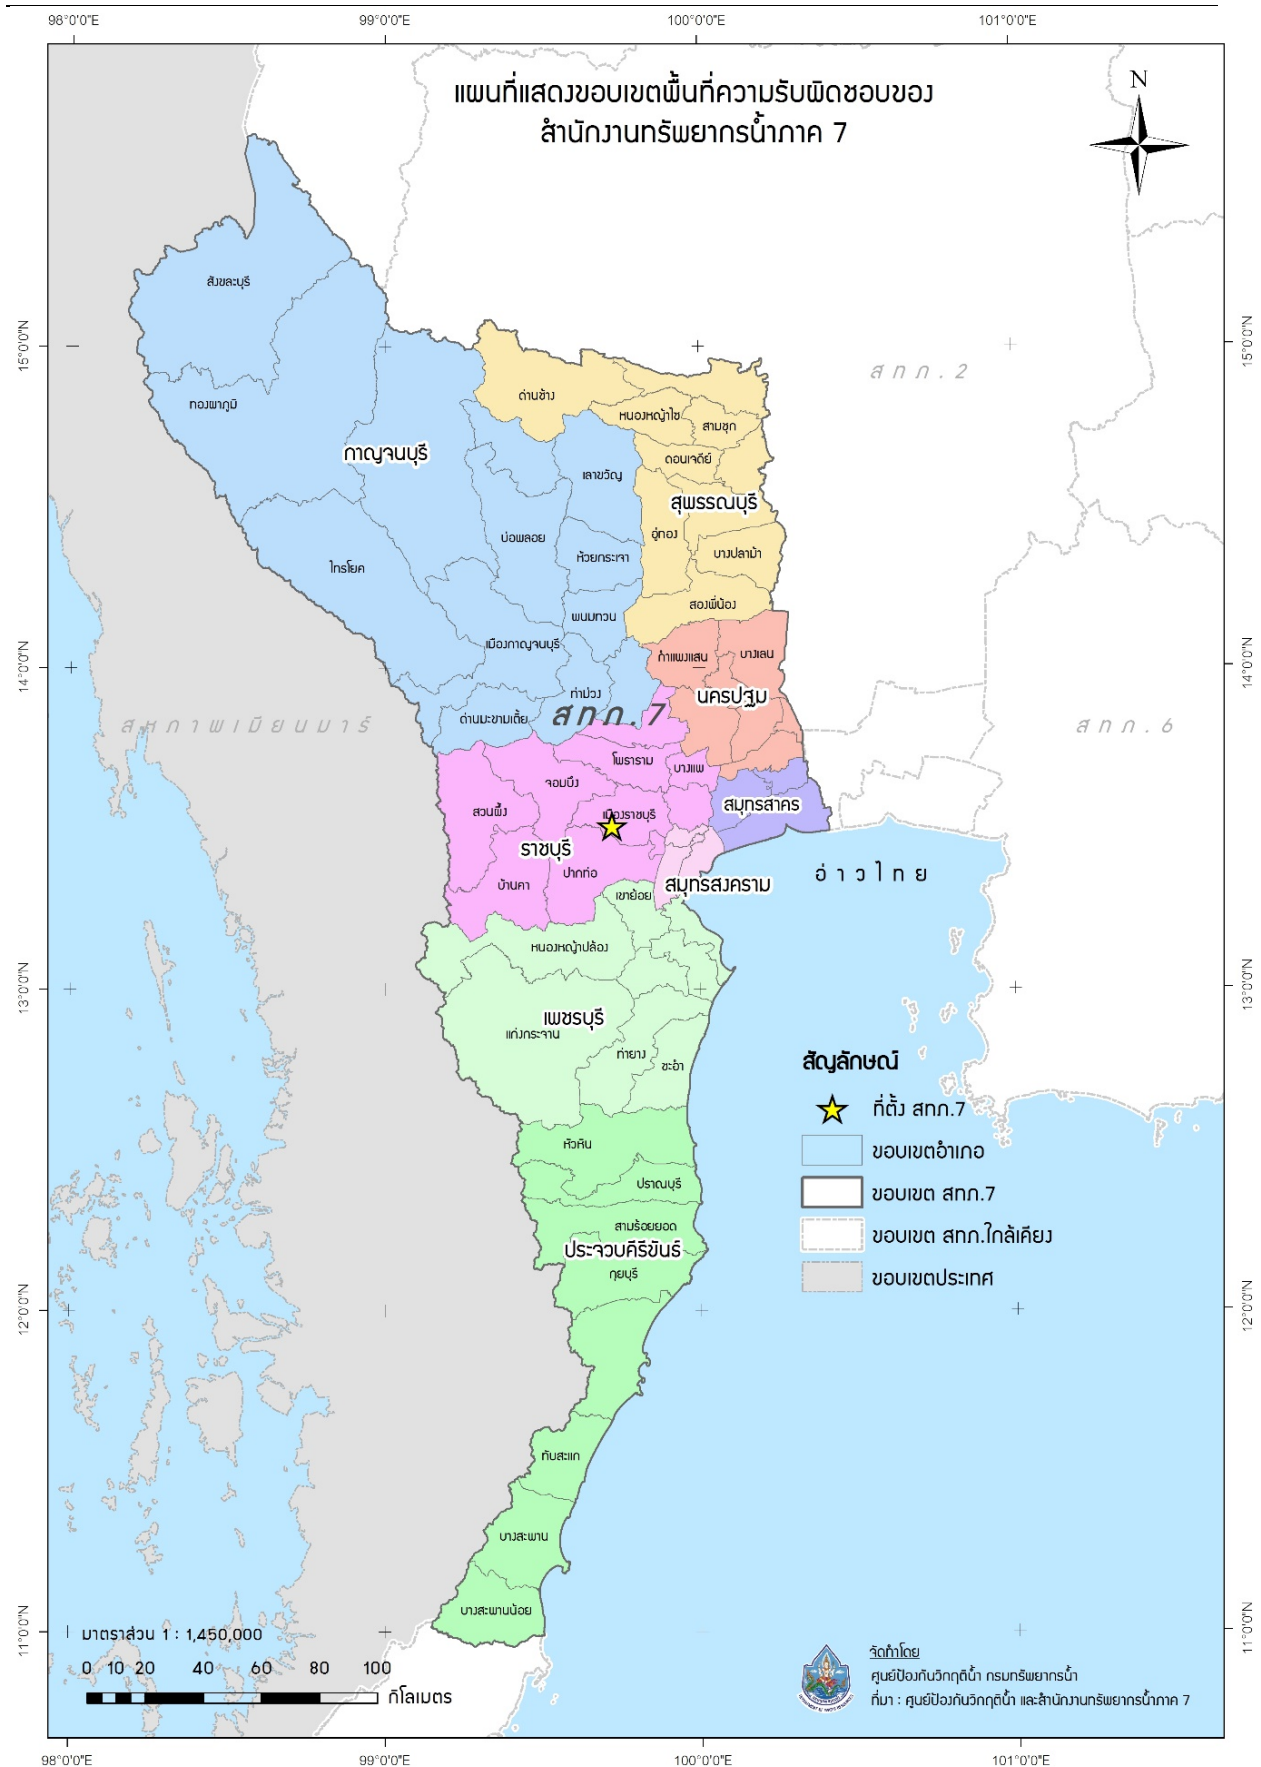 98°0'0"E 99°0'0"E 100°0'0"E 101°0'0"E
แผนที่แสดงขอบเขตพื้นที่ความรับผิดชอบของ
สำนักงานทรัพยากรน้ำภาค 7
N
สังขละบุรี
15°0'0"N
15°0'0"N
สทภ.2
ด่านช้าง
ทองผาภูมิ
หนองหญ้าไซ
สามชุก
กาญจนบุรี
ดอนเจดีย์
เลาขวัญ
สุพรรณบุรี
อู่ทอง
บ่อพลอย
บางปลาม้า
ห้วยกระเจา
ไทรโยค
สองพี่น้อง
พนมทวน
เมืองกาญจนบุรี
กำแพงแสน
บางเลน
14°0'0"N
14°0'0"N
ท่าม่วง
นครปฐม
ด่านมะขามเตี้ย
สทภ.7
สหภาพเมียนมาร์
สทภ.6
โพธาราม
บางแพ
จอมบึง
สวนผึ้ง
เมืองราชบุรี
สมุทรสาคร
ราชบุรี
ปากท่อ
บ้านคา
สมุทรสงคราม
อ่าวไทย
เขาย้อย
หนองหญ้าปล้อง
13°0'0"N
13°0'0"N
เพชรบุรี
แก่งกระจาน
ท่ายาง
ชะอำ
สัญลักษณ์
ที่ตั้ง สทภ.7
ขอบเขตอำเภอ
ขอบเขต สทภ.7
ขอบเขต สทภ.ใกล้เคียง
ขอบเขตประเทศ
หัวหิน
ปราณบุรี
สามร้อยยอด
ประจวบคีรีขันธ์
กุยบุรี
12°0'0"N
12°0'0"N
ทับสะแก
บางสะพาน
บางสะพานน้อย
11°0'0"N
11°0'0"N
มาตราส่วน 1 : 1,450,000
0 10 20 40 60 80 100
กิโลเมตร
จัดทำโดย
ศูนย์ป้องกันวิกฤติน้ำ กรมทรัพยากรน้ำ
ที่มา : ศูนย์ป้องกันวิกฤติน้ำ และสำนักงานทรัพยากรน้ำภาค 7
98°0'0"E 99°0'0"E 100°0'0"E 101°0'0"E